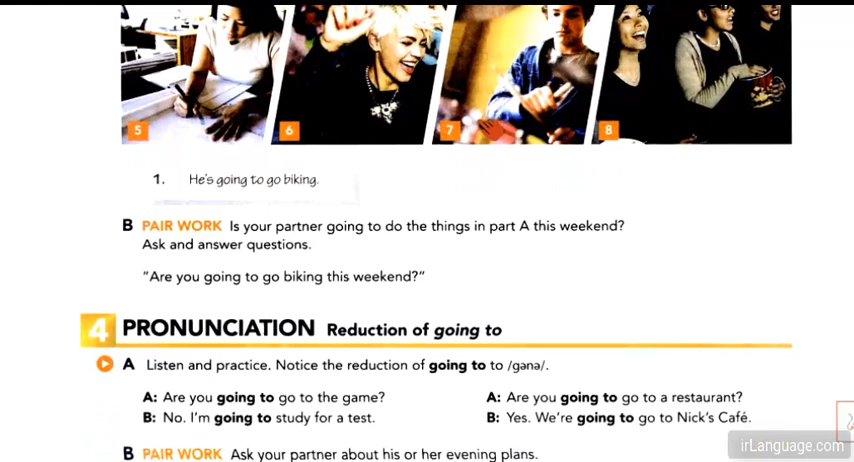 5
6
7
8
1. He's going to go biking.
B PAIR WORK Is your partner going to do the things in part A this weekend?
Ask and answer questions.
"Are you going to go biking this weekend?"
4 PRONUNCIATION Reduction of going to
A Listen and practice. Notice the reduction of going to to /gənə/.
A: Are you going to go to the game?
B: No. I'm going to study for a test.
A: Are you going to go to a restaurant?
B: Yes. We're going to go to Nick's Café.
B PAIR WORK Ask your partner about his or her evening plans.
irLanguage.com